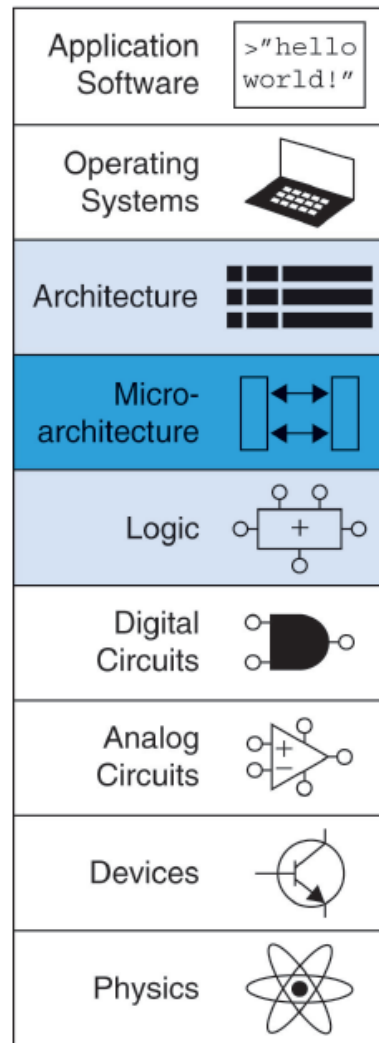 Application
Software
>"hello
world!"
Operating
Systems
Architecture
Micro-
architecture
Logic
+
Digital
Circuits
Analog
Circuits
+
−
Devices
Physics